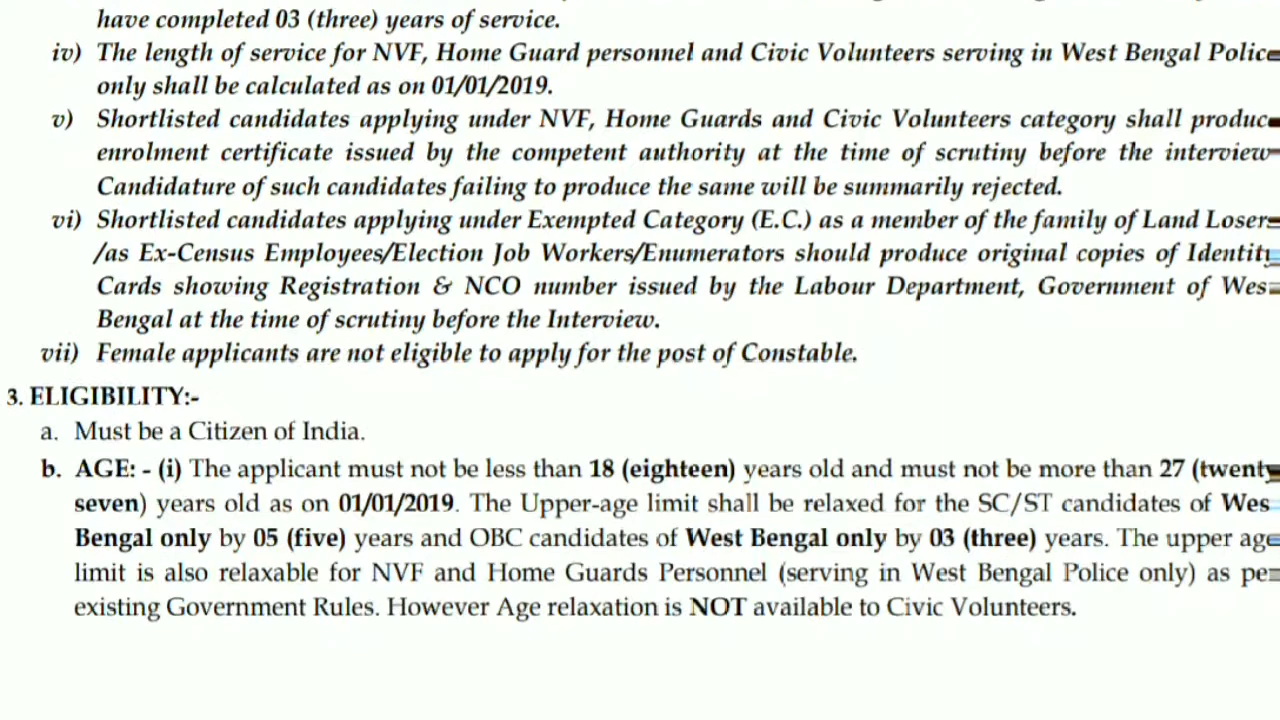 have completed 03 (three) years of service.
iv) The length of service for NVF, Home Guard personnel and Civic Volunteers serving in West Bengal Police
only shall be calculated as on 01/01/2019.
v) Shortlisted candidates applying under NVF, Home Guards and Civic Volunteers category shall produc
enrolment certificate issued by the competent authority at the time of scrutiny before the interview
Candidature of such candidates failing to produce the same will be summarily rejected.
vi) Shortlisted candidates applying under Exempted Category (E.C.) as a member of the family of Land Losers
/as Ex-Census Employees/Election Job Workers/Enumerators should produce original copies of Identity
Cards showing Registration & NCO number issued by the Labour Department, Government of Wes
Bengal at the time of scrutiny before the Interview.
vii) Female applicants are not eligible to apply for the post of Constable.
3. ELIGIBILITY:-
a. Must be a Citizen of India.
b. AGE: - (i) The applicant must not be less than 18 (eighteen) years old and must not be more than 27 (twenty
seven) years old as on 01/01/2019. The Upper-age limit shall be relaxed for the SC/ST candidates of Wes
Bengal only by 05 (five) years and OBC candidates of West Bengal only by 03 (three) years. The upper age
limit is also relaxable for NVF and Home Guards Personnel (serving in West Bengal Police only) as pe
existing Government Rules. However Age relaxation is NOT available to Civic Volunteers.